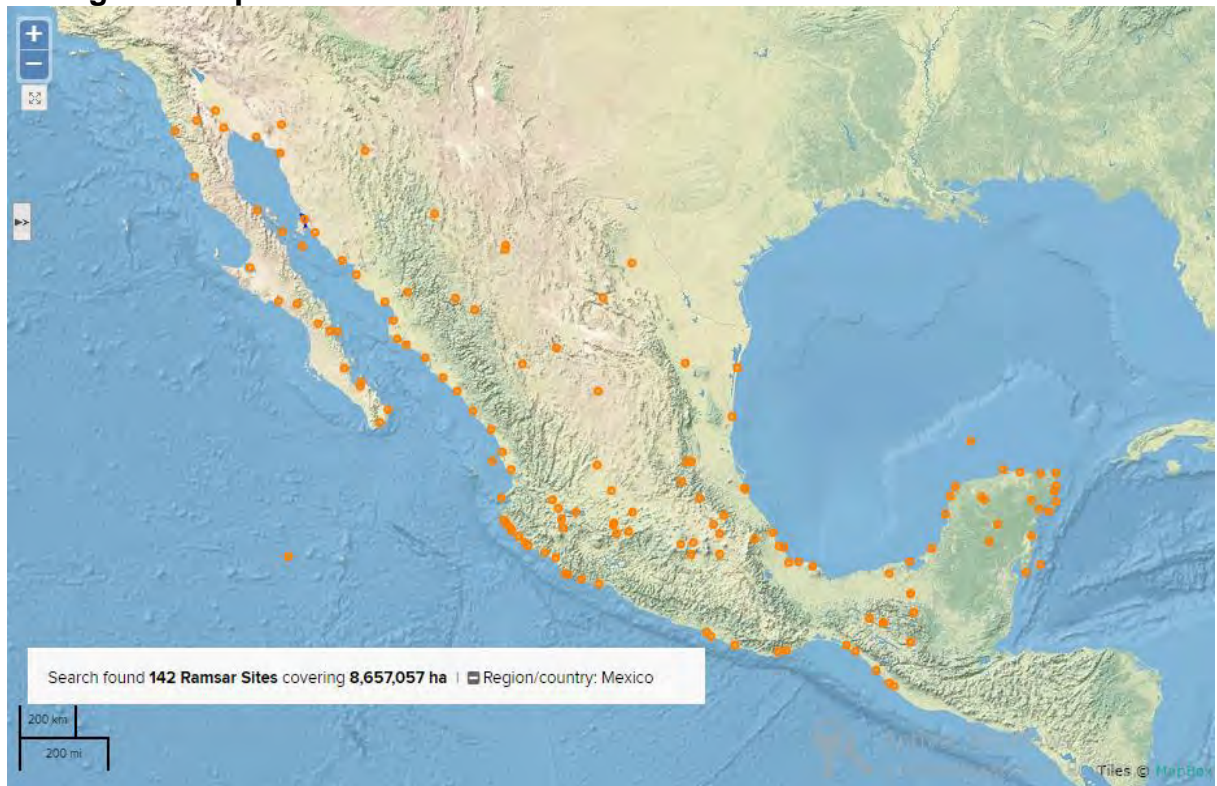 +
−
Search found 142 Ramsar Sites covering 8,657,057 ha | Region/country: Mexico
200 km
200 mi
Tiles © MapBox